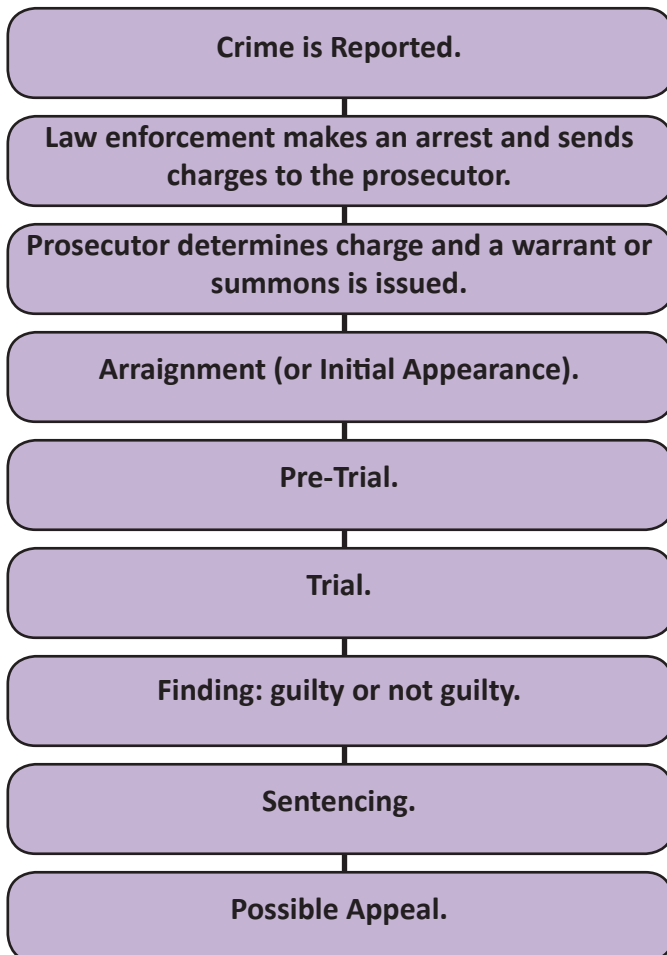 Crime is Reported.
Law enforcement makes an arrest and sends
charges to the prosecutor.
Prosecutor determines charge and a warrant or
summons is issued.
Arraignment (or Initial Appearance).
Pre-Trial.
Trial.
Finding: guilty or not guilty.
Sentencing.
Possible Appeal.